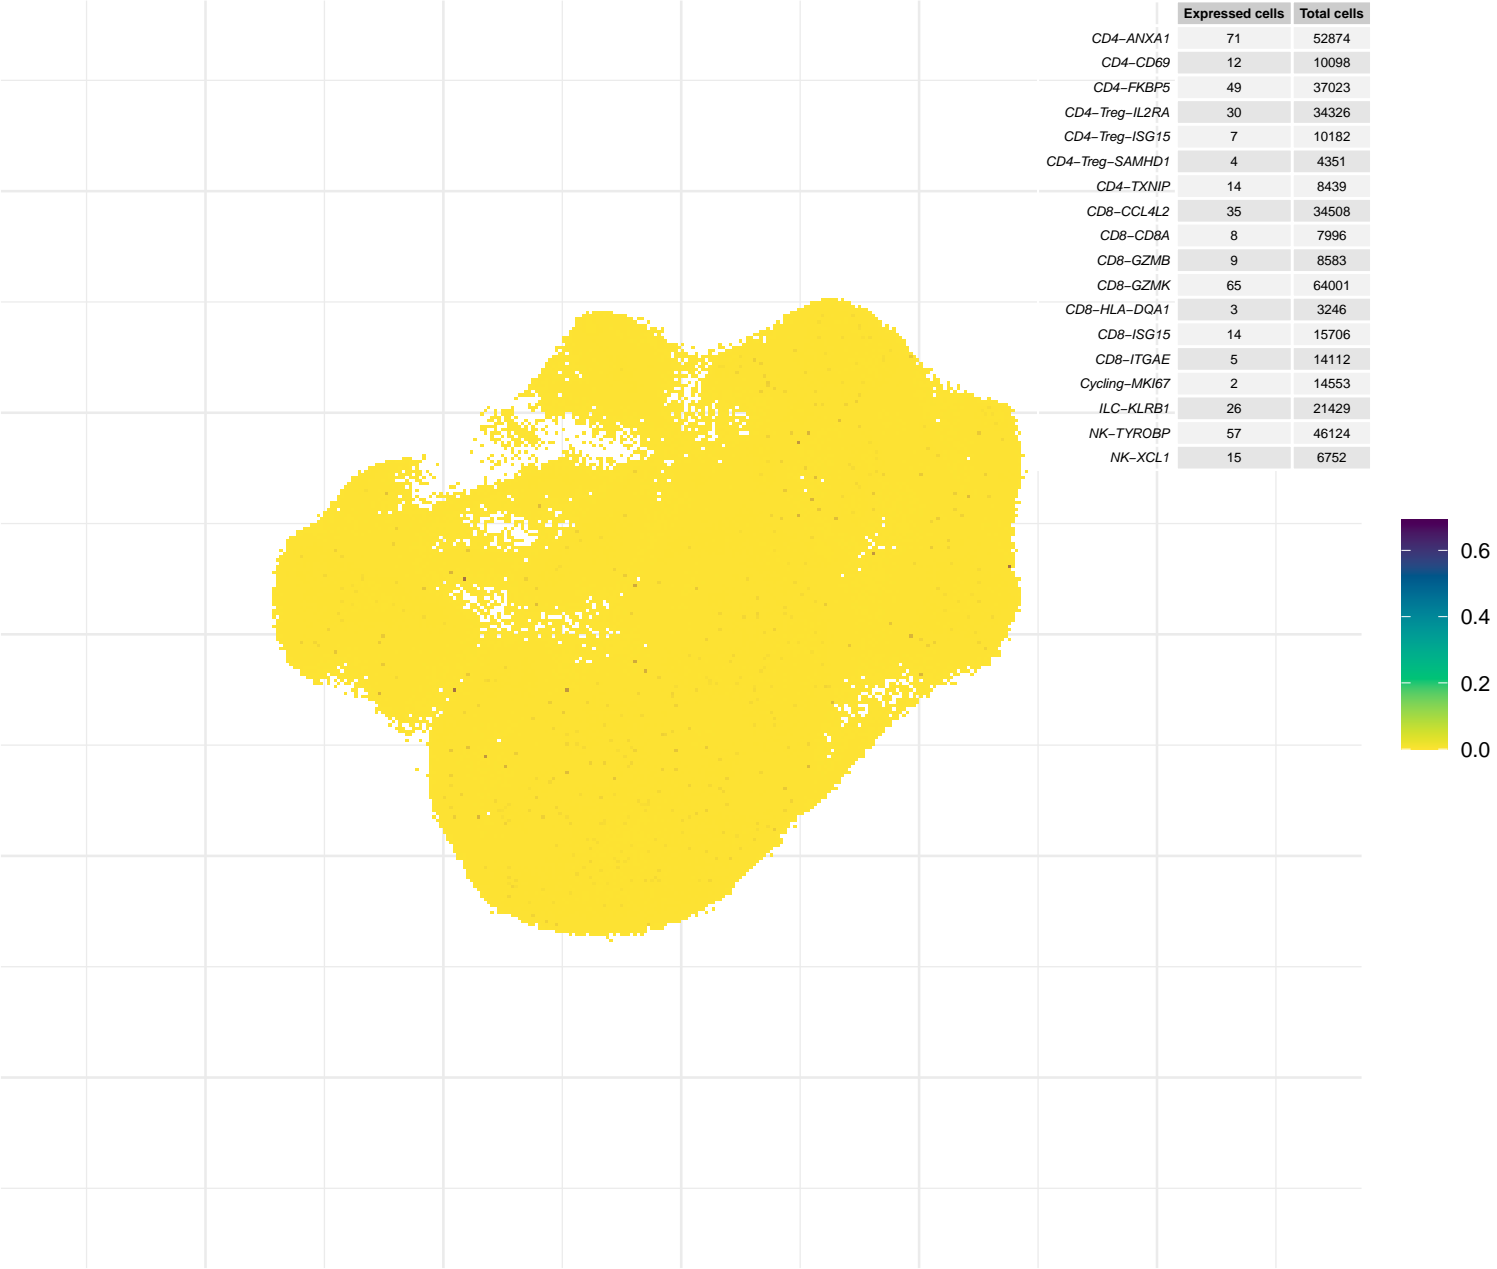 Expressed cells Total cells
CD4−ANXA1 71 52874
CD4−CD69 12 10098
CD4−FKBP5 49 37023
CD4−Treg−IL2RA 30 34326
CD4−Treg−ISG15 7 10182
CD4−Treg−SAMHD1 4 4351
CD4−TXNIP 14 8439
CD8−CCL4L2 35 34508
CD8−CD8A 8 7996
CD8−GZMB 9 8583
CD8−GZMK 65 64001
CD8−HLA−DQA1 3 3246
CD8−ISG15 14 15706
CD8−ITGAE 5 14112
Cycling−MKI67 2 14553
ILC−KLRB1 26 21429
NK−TYROBP 57 46124
NK−XCL1 15 6752
0.6
0.4
0.2
0.0